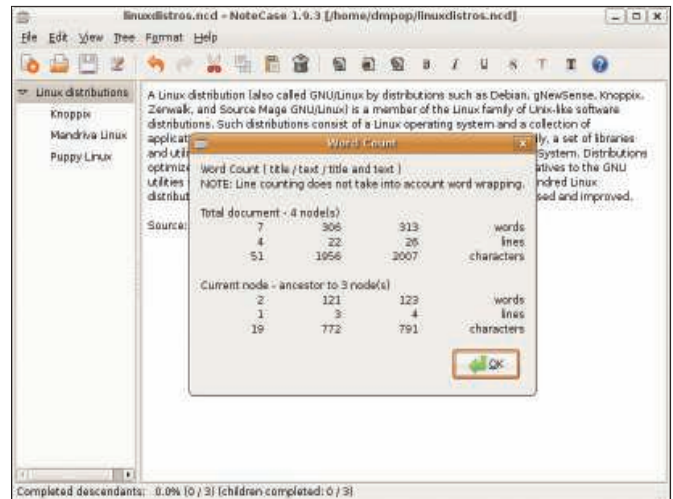 linuxdistros.ncd - NoteCase 1.9.3 [/home/dmpop/linuxdistros.ncd]
File Edit View Tree Format Help
Linux distributions
Knoppix
Mandriva Linux
Puppy Linux
A Linux distribution (also called GNU/Linux by distributions such as Debian, gNewSense, Knoppix,
Zenwalk, and Source Mage GNU/Linux) is a member of the Linux family of Unix-like software
distributions. Such distributions consist of a Linux operating system and a collection of
applicat ly, a set of libraries
and utili System. Distributions
optimize atives to the GNU
utilities ndred Linux
distribut sed and improved.
Source:
Word Count
Word Count ( title / text / title and text )
NOTE: Line counting does not take into account word wrapping.
Total document - 4 node(s)
7 306 313 words
4 22 26 lines
51 1956 2007 characters
Current node - ancestor to 3 node(s)
2 121 123 words
1 3 4 lines
19 772 791 characters
OK
Completed descendants: 0.0% (0 / 3) (children completed: 0 / 3)